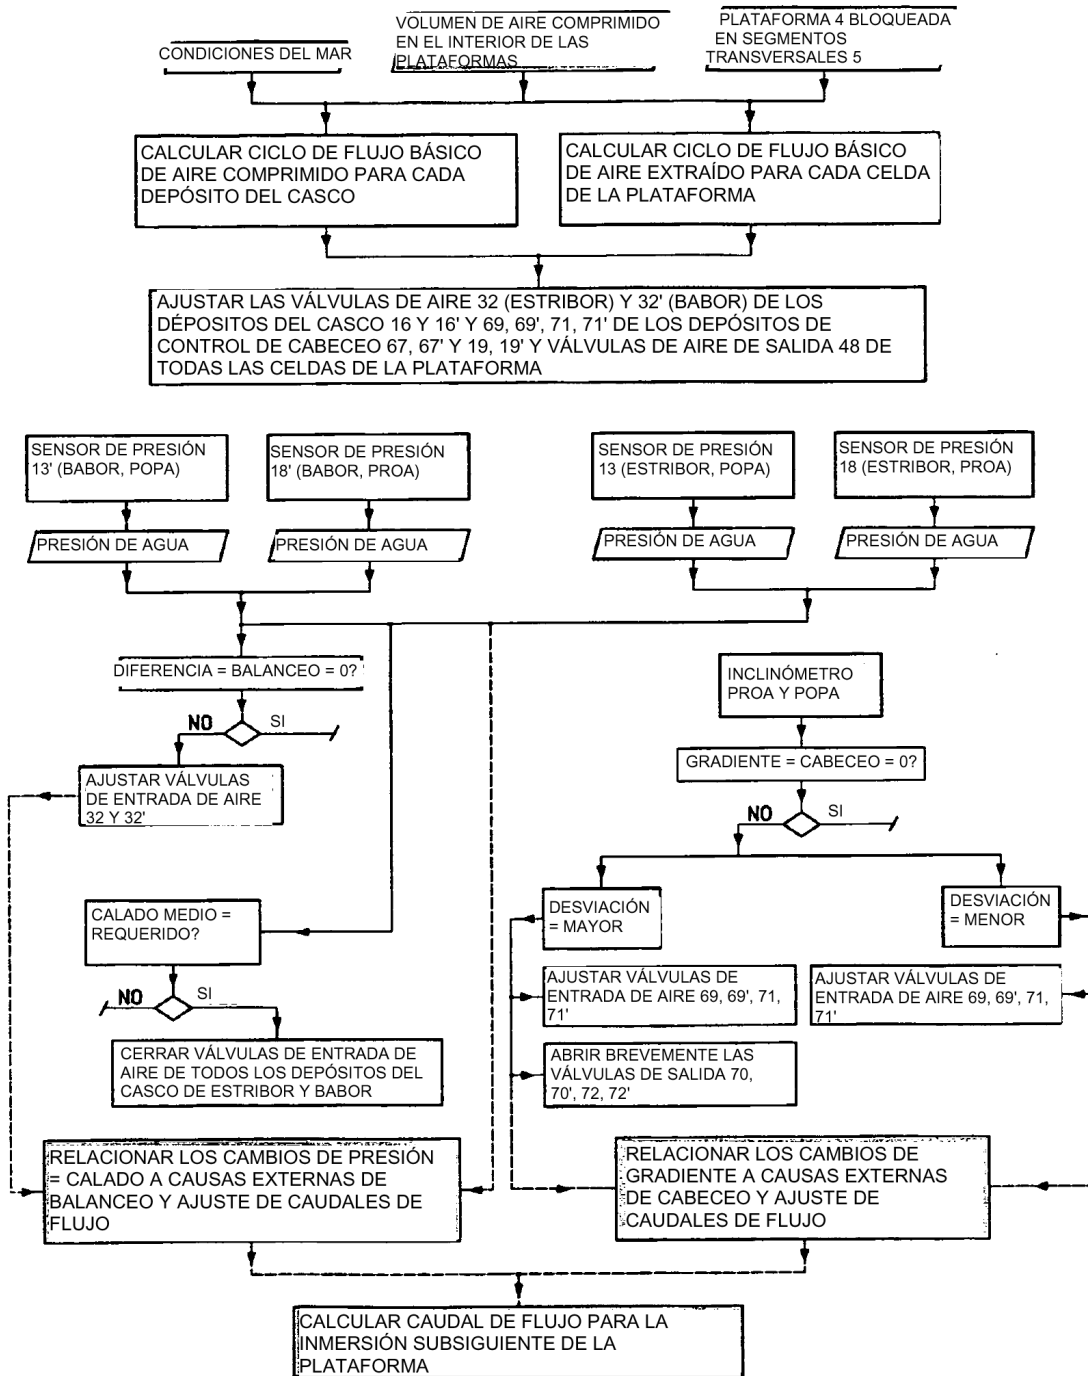 CONDICIONES DEL MAR
VOLUMEN DE AIRE COMPRIMIDO
EN EL INTERIOR DE LAS
PLATAFORMAS
PLATAFORMA 4 BLOQUEADA
EN SEGMENTOS
TRANSVERSALES 5
CALCULAR CICLO DE FLUJO BÁSICO
DE AIRE COMPRIMIDO PARA CADA
DEPÓSITO DEL CASCO
CALCULAR CICLO DE FLUJO BÁSICO
DE AIRE EXTRAÍDO PARA CADA CELDA
DE LA PLATAFORMA
AJUSTAR LAS VÁLVULAS DE AIRE 32 (ESTRIBOR) Y 32' (BABOR) DE LOS
DÉPOSITOS DEL CASCO 16 Y 16' Y 69, 69', 71, 71' DE LOS DEPÓSITOS DE
CONTROL DE CABECEO 67, 67' Y 19, 19' Y VÁLVULAS DE AIRE DE SALIDA 48 DE
TODAS LAS CELDAS DE LA PLATAFORMA
SENSOR DE PRESIÓN
13' (BABOR, POPA)
SENSOR DE PRESIÓN
18' (BABOR, PROA)
SENSOR DE PRESIÓN
13 (ESTRIBOR, POPA)
SENSOR DE PRESIÓN
18 (ESTRIBOR, PROA)
PRESIÓN DE AGUA
PRESIÓN DE AGUA
PRESIÓN DE AGUA
PRESIÓN DE AGUA
DIFERENCIA = BALANCEO = 0?
NO
SI
AJUSTAR VÁLVULAS
DE ENTRADA DE AIRE
32 Y 32'
INCLINÓMETRO
PROA Y POPA
GRADIENTE = CABECEO = 0?
NO
SI
CALADO MEDIO =
REQUERIDO?
NO
SI
CERRAR VÁLVULAS DE ENTRADA DE
AIRE DE TODOS LOS DEPÓSITOS DEL
CASCO DE ESTRIBOR Y BABOR
DESVIACIÓN
= MAYOR
DESVIACIÓN
= MENOR
AJUSTAR VÁLVULAS DE
ENTRADA DE AIRE 69, 69', 71,
71'
AJUSTAR VÁLVULAS DE
ENTRADA DE AIRE 69, 69', 71,
71'
ABRIR BREVEMENTE LAS
VÁLVULAS DE SALIDA 70,
70', 72, 72'
RELACIONAR LOS CAMBIOS DE PRESIÓN
= CALADO A CAUSAS EXTERNAS DE
BALANCEO Y AJUSTE DE CAUDALES DE
FLUJO
RELACIONAR LOS CAMBIOS DE
GRADIENTE A CAUSAS EXTERNAS
DE CABECEO Y AJUSTE DE
CAUDALES DE FLUJO
CALCULAR CAUDAL DE FLUJO PARA LA
INMERSIÓN SUBSIGUIENTE DE LA
PLATAFORMA